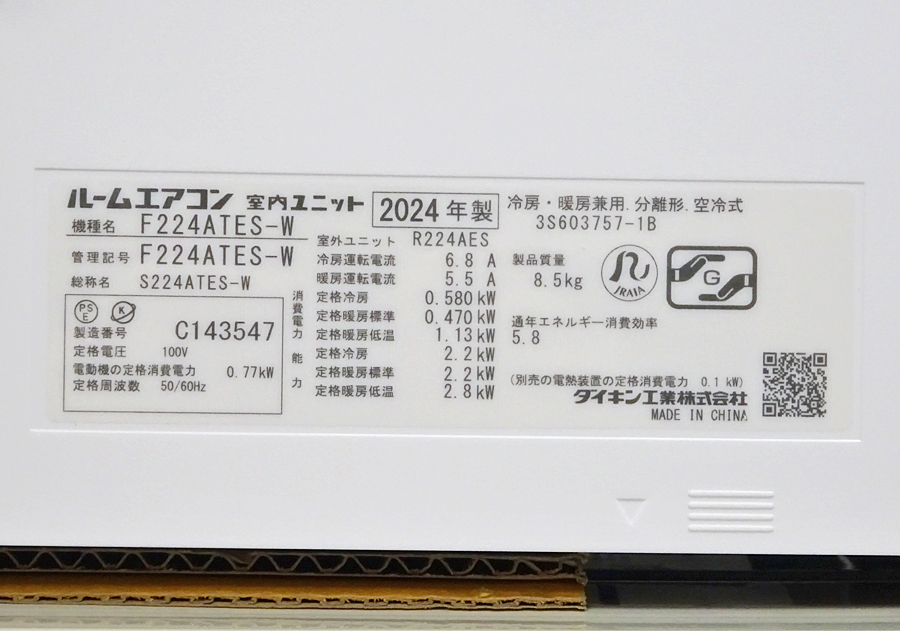 ルームエアコン 室内ユニット 2024年製 冷房・暖房兼用.分離形.空冷式
3S603757-1B
機種名 F224ATES-W
管理記号 F224ATES-W
総称名 S224ATES-W
PS
E
K
製造番号 C143547
定格電圧 100V
電動機の定格消費電力 0.77kW
定格周波数 50/60Hz
室外ユニット R224AES
冷房運転電流 6.8 A
暖房運転電流 5.5 A
消費電力
定格冷房 0.580 kW
定格暖房標準 0.470 kW
定格暖房低温 1.13 kW
能力
定格冷房 2.2 kW
定格暖房標準 2.2 kW
定格暖房低温 2.8 kW
製品質量
8.5kg
JRAIA
G
通年エネルギー消費効率
5.8
(別売の電熱装置の定格消費電力 0.1 kW)
ダイキン工業株式会社
MADE IN CHINA